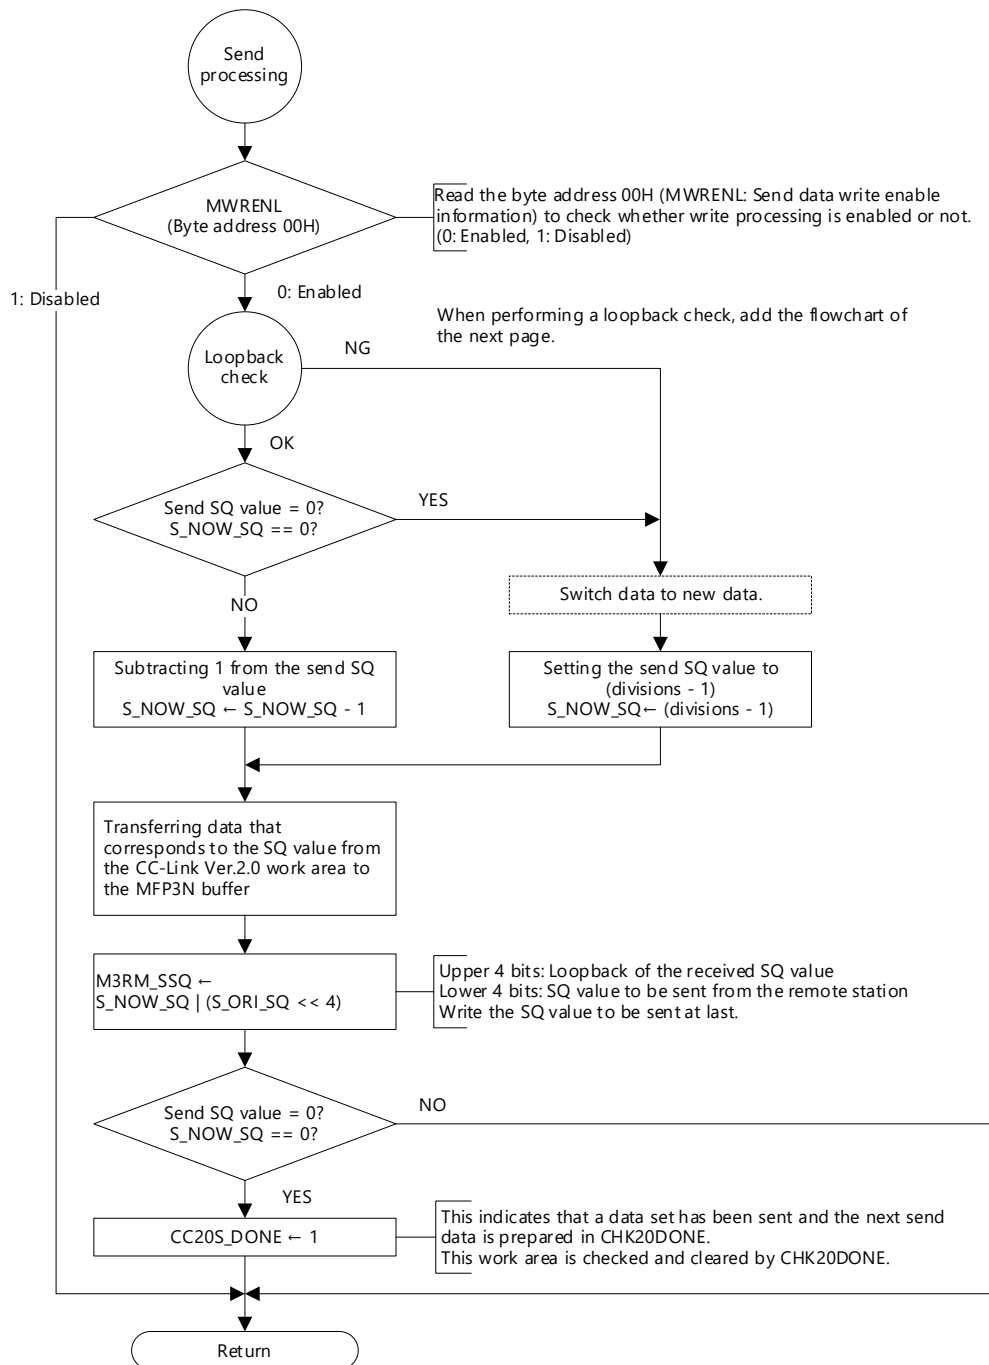 Send
processing
MWRENL
(Byte address 00H)
Read the byte address 00H (MWRENL: Send data write enable
information) to check whether write processing is enabled or not.
(0: Enabled, 1: Disabled)
1: Disabled
0: Enabled
When performing a loopback check, add the flowchart of
the next page.
Loopback
check
NG
OK
Send SQ value = 0?
S_NOW_SQ == 0?
YES
NO
Switch data to new data.
Subtracting 1 from the send SQ
value
S_NOW_SQ ← S_NOW_SQ - 1
Setting the send SQ value to
(divisions - 1)
S_NOW_SQ← (divisions - 1)
Transferring data that
corresponds to the SQ value from
the CC-Link Ver.2.0 work area to
the MFP3N buffer
M3RM_SSQ ←
S_NOW_SQ | (S_ORI_SQ << 4)
Upper 4 bits: Loopback of the received SQ value
Lower 4 bits: SQ value to be sent from the remote station
Write the SQ value to be sent at last.
Send SQ value = 0?
S_NOW_SQ == 0?
NO
YES
CC20S_DONE ← 1
This indicates that a data set has been sent and the next send
data is prepared in CHK20DONE.
This work area is checked and cleared by CHK20DONE.
Return